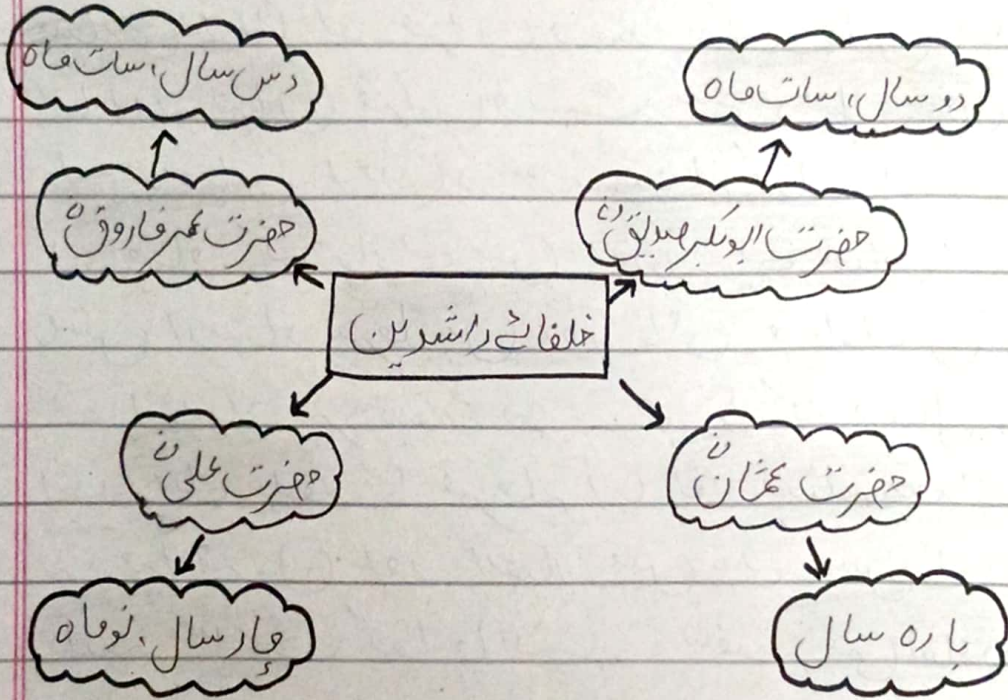 دو سال، سات ماہ
دس سال، سات ماہ
حضرت ابوبکر صدیقؓ
حضرت عمر فاروقؓ
خلفائے راشدین
حضرت عثمانؓ
حضرت علیؓ
بارہ سال
چار سال، نو ماہ